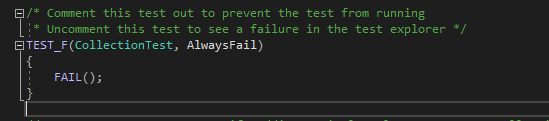 /* Comment this test out to prevent the test from running
* Uncomment this test to see a failure in the test explorer */
TEST_F(CollectionTest, AlwaysFail)
{
FAIL();
}